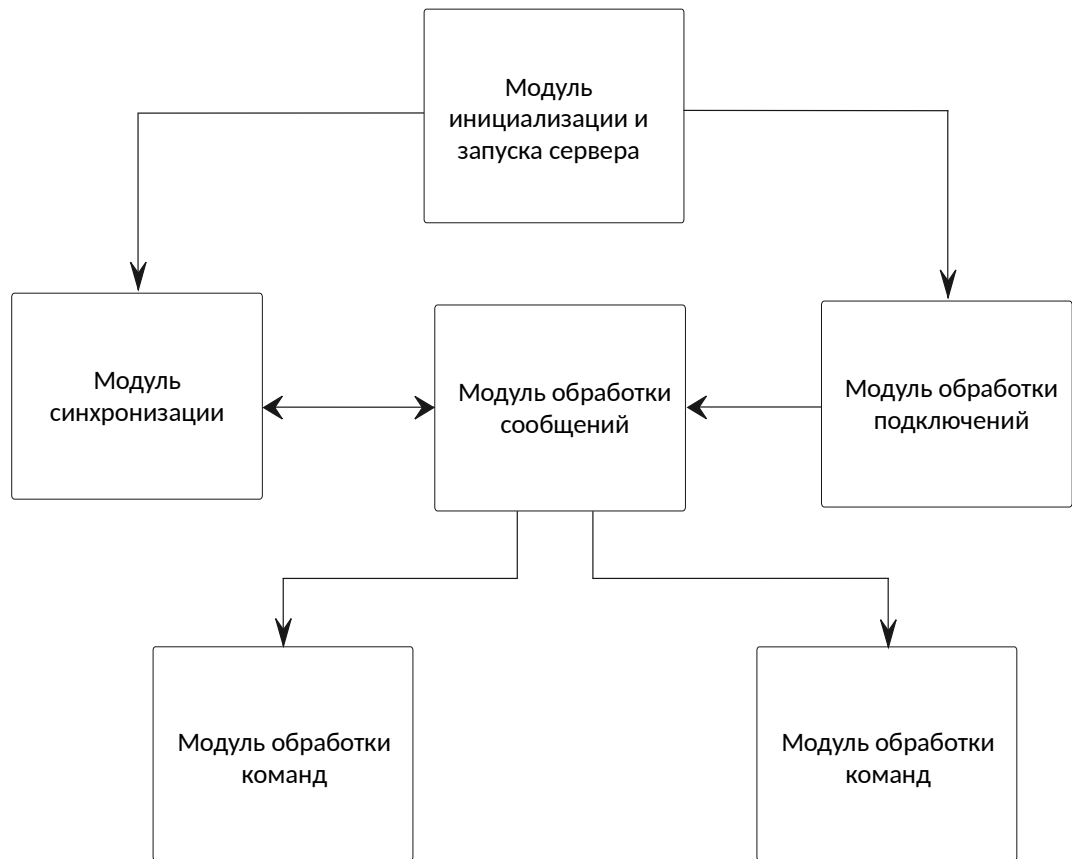 Модуль
инициализации и
запуска сервера
Модуль
синхронизации
Модуль обработки
сообщений
Модуль обработки
подключений
Модуль обработки
команд
Модуль обработки
команд